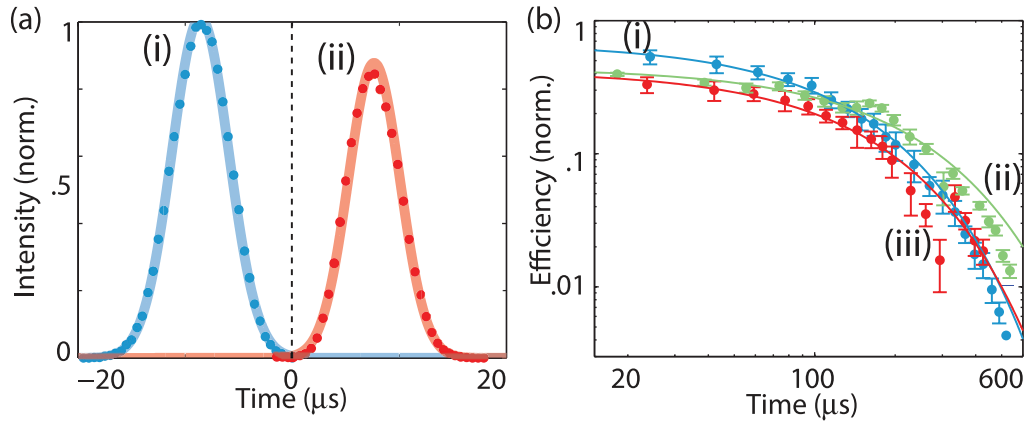 (a)
Intensity (norm.)
1
.5
0
(i)
(ii)
−20
0
20
Time (μs)
(b)
Efficiency (norm.)
1
.1
.01
(i)
(ii)
(iii)
20
100
600
Time (μs)